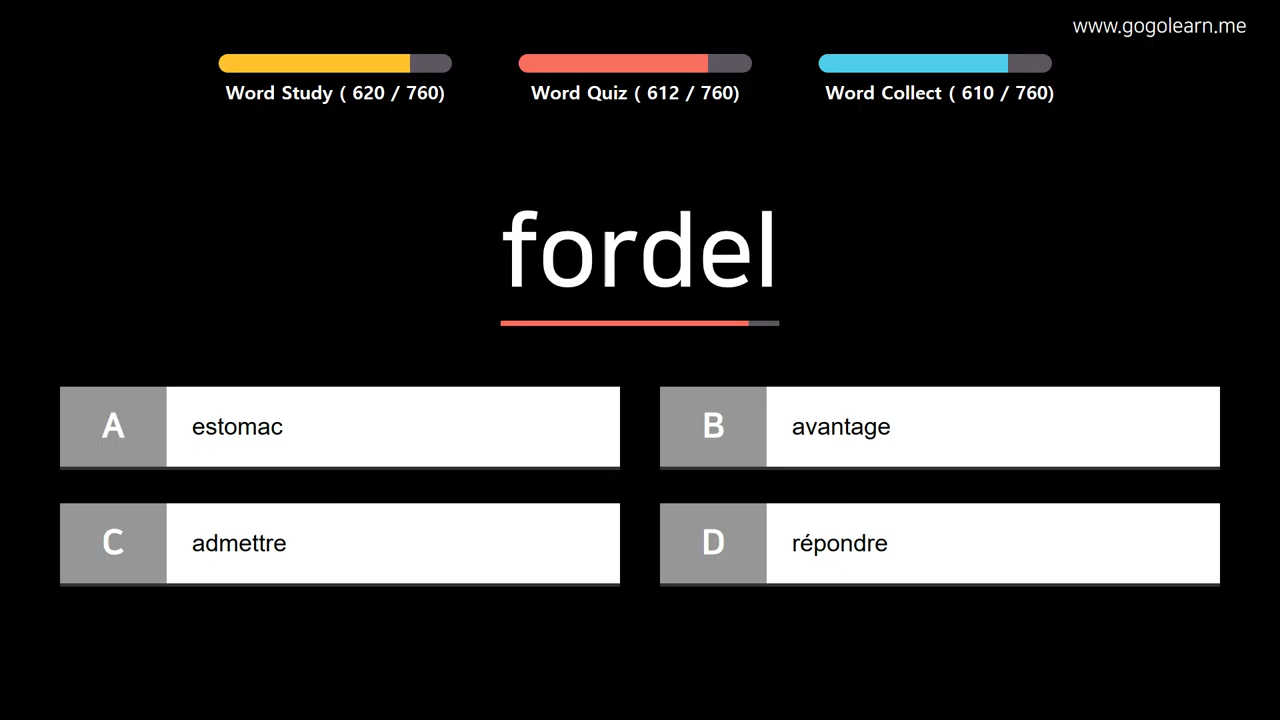 www.gogolearn.me
Word Study ( 620 / 760)
Word Quiz ( 612 / 760)
Word Collect ( 610 / 760)
fordel
A estomac
B avantage
C admettre
D répondre